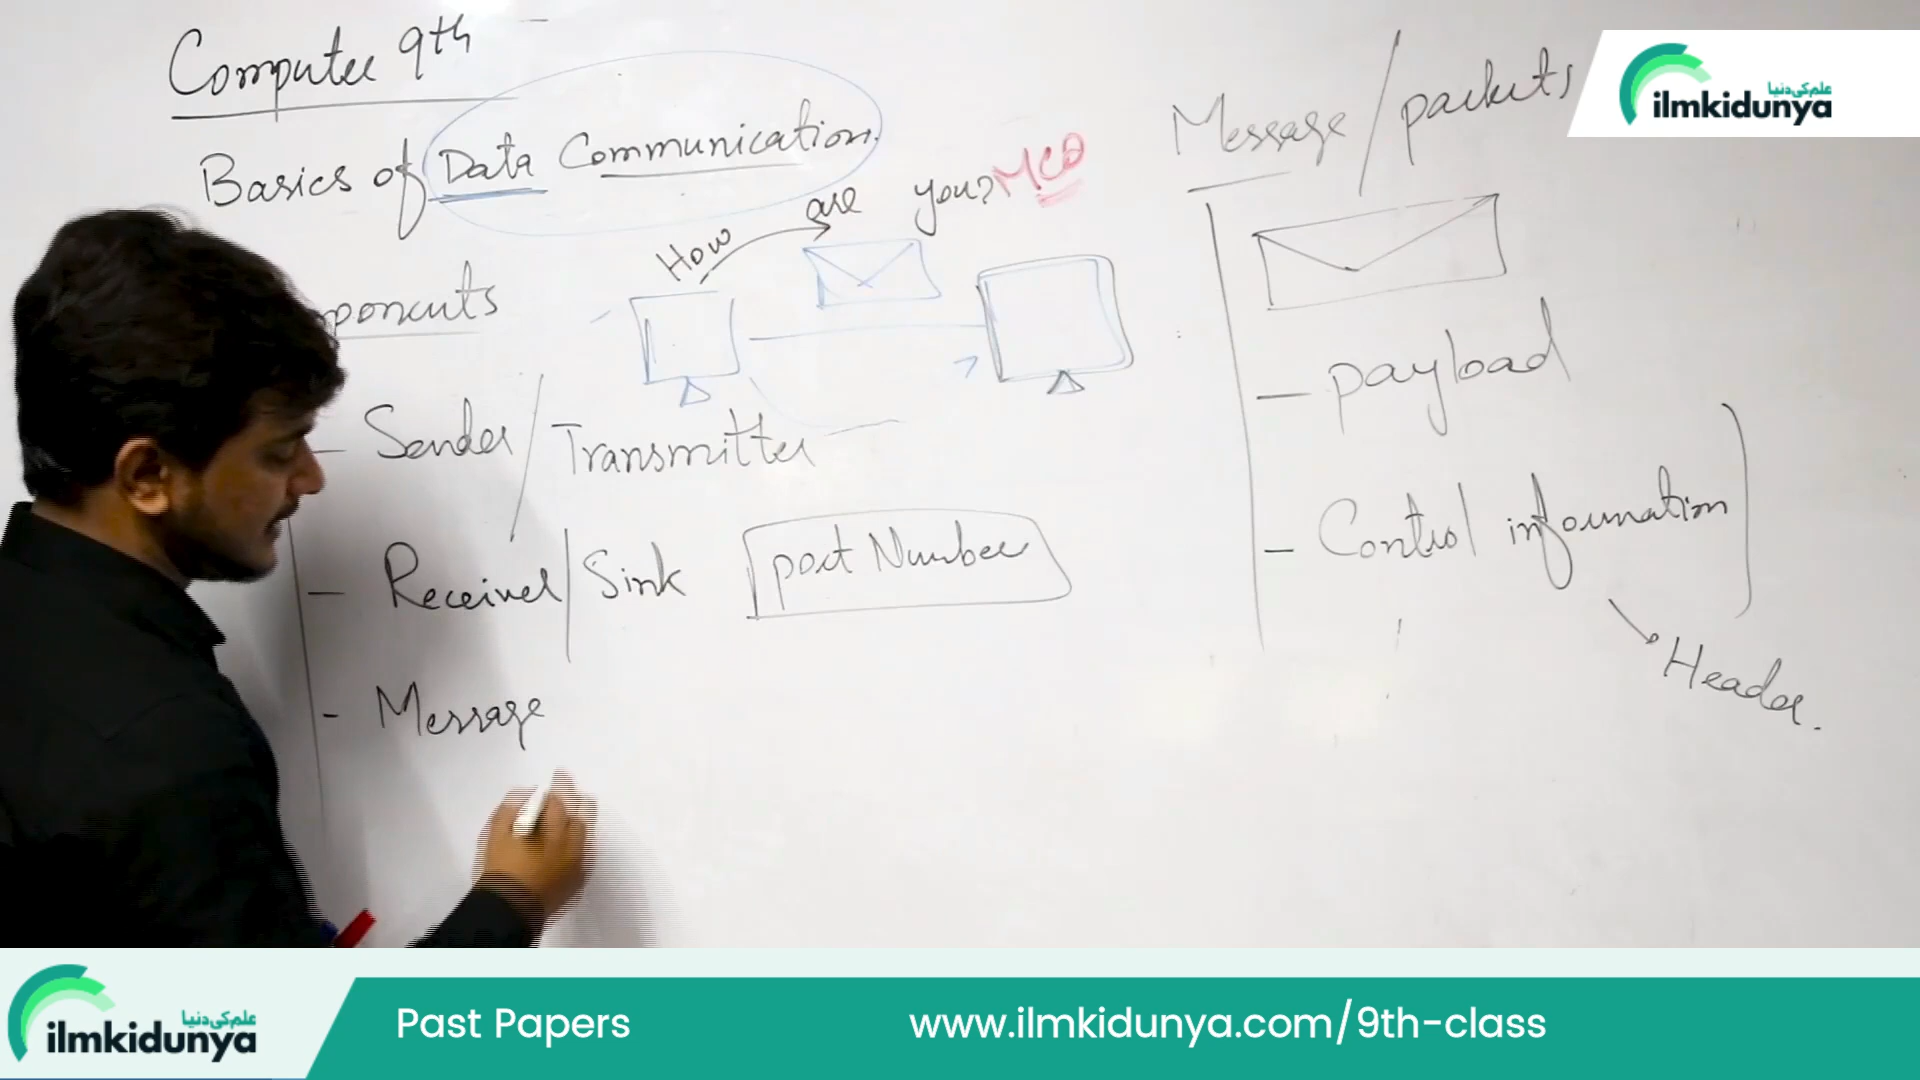 Computer 9th
Basics of Data Communication.
ponents
How are you? MCQ
- Sender / Transmitter
- Receiver / Sink
port Number
- Message
Message / packets
- payload
- Control information
Header.
علم کی دنیا
ilmkidunya
علم کی دنیا
ilmkidunya
Past Papers
www.ilmkidunya.com/9th-class